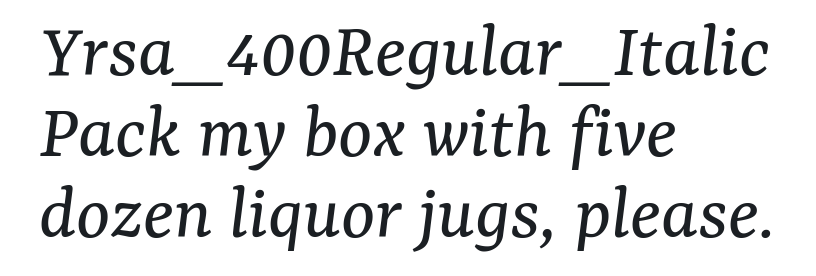 Yrsa_400Regular_Italic
Pack my box with five
dozen liquor jugs, please.